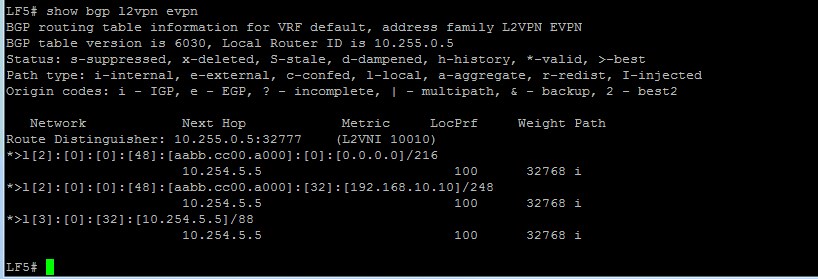 LF5# show bgp l2vpn evpn
BGP routing table information for VRF default, address family L2VPN EVPN
BGP table version is 6030, Local Router ID is 10.255.0.5
Status: s-suppressed, x-deleted, S-stale, d-dampened, h-history, *-valid, >-best
Path type: i-internal, e-external, c-confed, l-local, a-aggregate, r-redist, I-injected
Origin codes: i - IGP, e - EGP, ? - incomplete, | - multipath, & - backup, 2 - best2
Network Next Hop Metric LocPrf Weight Path
Route Distinguisher: 10.255.0.5:32777 (L2VNI 10010)
*>l[2]:[0]:[0]:[48]:[aabb.cc00.a000]:[0]:[0.0.0.0]/216
10.254.5.5 100 32768 i
*>l[2]:[0]:[0]:[48]:[aabb.cc00.a000]:[32]:[192.168.10.10]/248
10.254.5.5 100 32768 i
*>l[3]:[0]:[32]:[10.254.5.5]/88
10.254.5.5 100 32768 i
LF5#